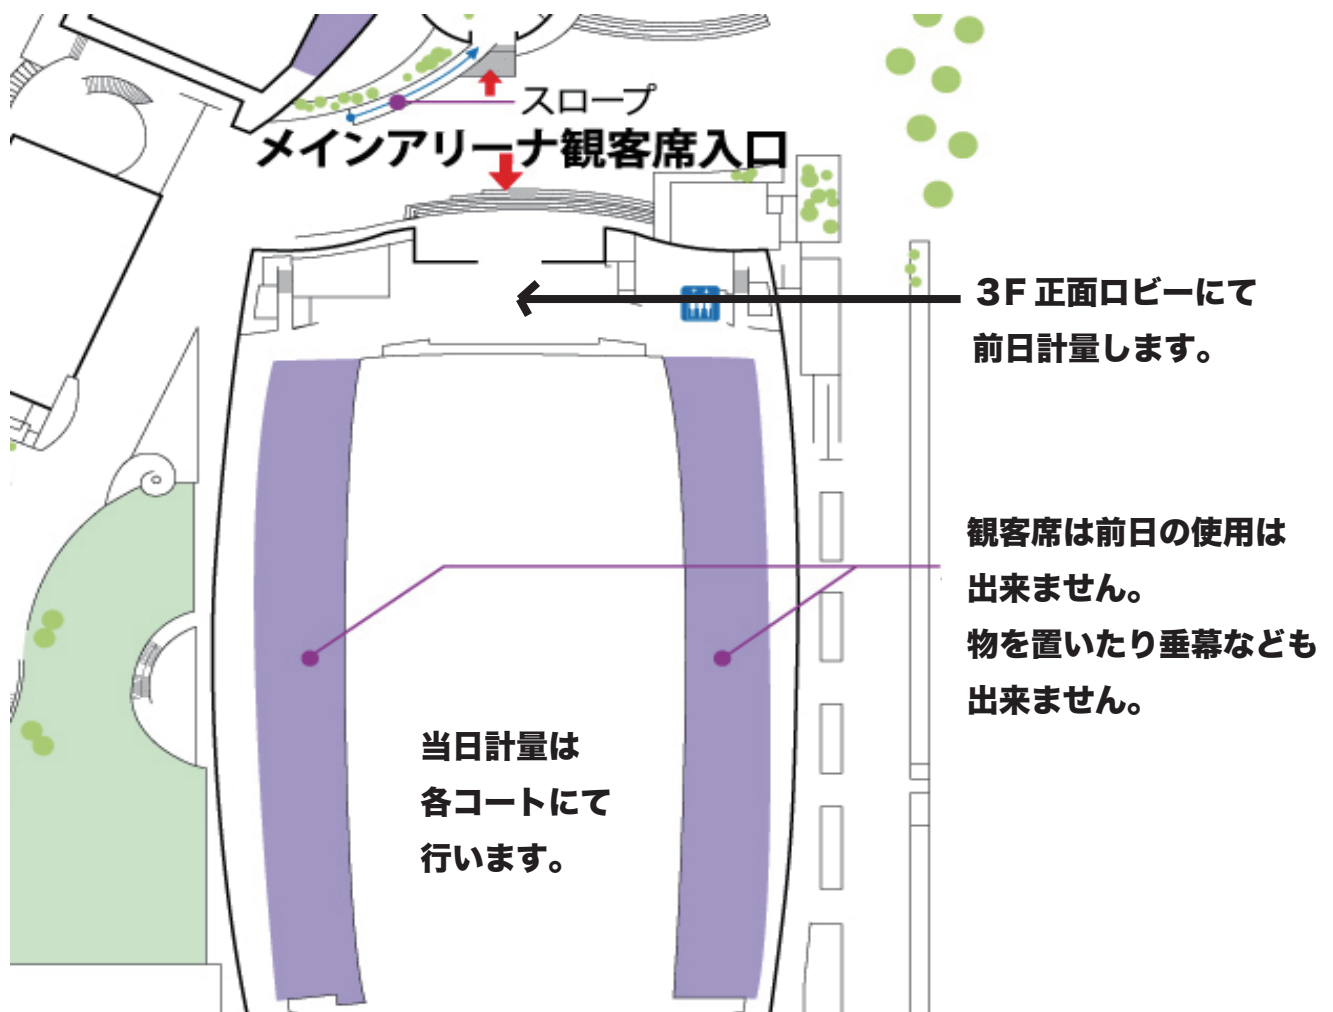 スロープ
メインアリーナ観客席入口
３Ｆ正面ロビーにて
前日計量します。
観客席は前日の使用は
出来ません。
物を置いたり垂幕なども
出来ません。
当日計量は
各コートにて
行います。